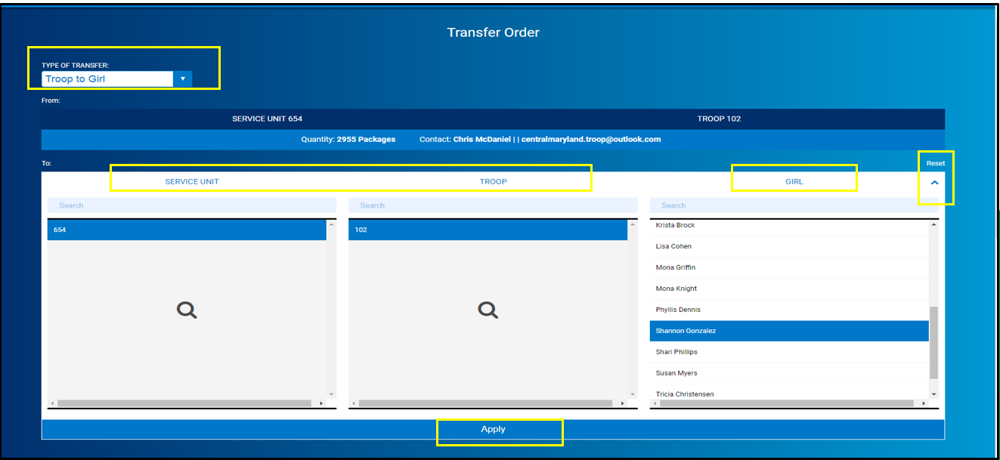 Transfer Order
TYPE OF TRANSFER:
Troop to Girl
From:
SERVICE UNIT 654 TROOP 102
Quantity: 2955 Packages Contact: Chris McDaniel | | centralmaryland.troop@outlook.com
To: Reset
SERVICE UNIT TROOP GIRL
Search Search Search
654 102 Krista Brock
Lisa Cohen
Mona Griffin
Mona Knight
Phyllis Dennis
Shannon Gonzalez
Shari Phillips
Susan Myers
Tricia Christensen
Apply